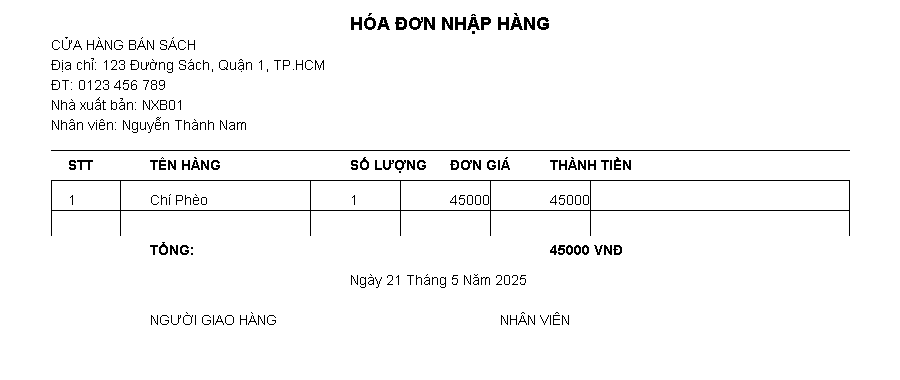 HÓA ĐƠN NHẬP HÀNG
CỬA HÀNG BÁN SÁCH
Địa chỉ: 123 Đường Sách, Quận 1, TP.HCM
ĐT: 0123 456 789
Nhà xuất bản: NXB01
Nhân viên: Nguyễn Thành Nam
STT TÊN HÀNG SỐ LƯỢNG ĐƠN GIÁ THÀNH TIỀN
1 Chí Phèo 1 45000 45000
TỔNG: 45000 VNĐ
Ngày 21 Tháng 5 Năm 2025
NGƯỜI GIAO HÀNG NHÂN VIÊN